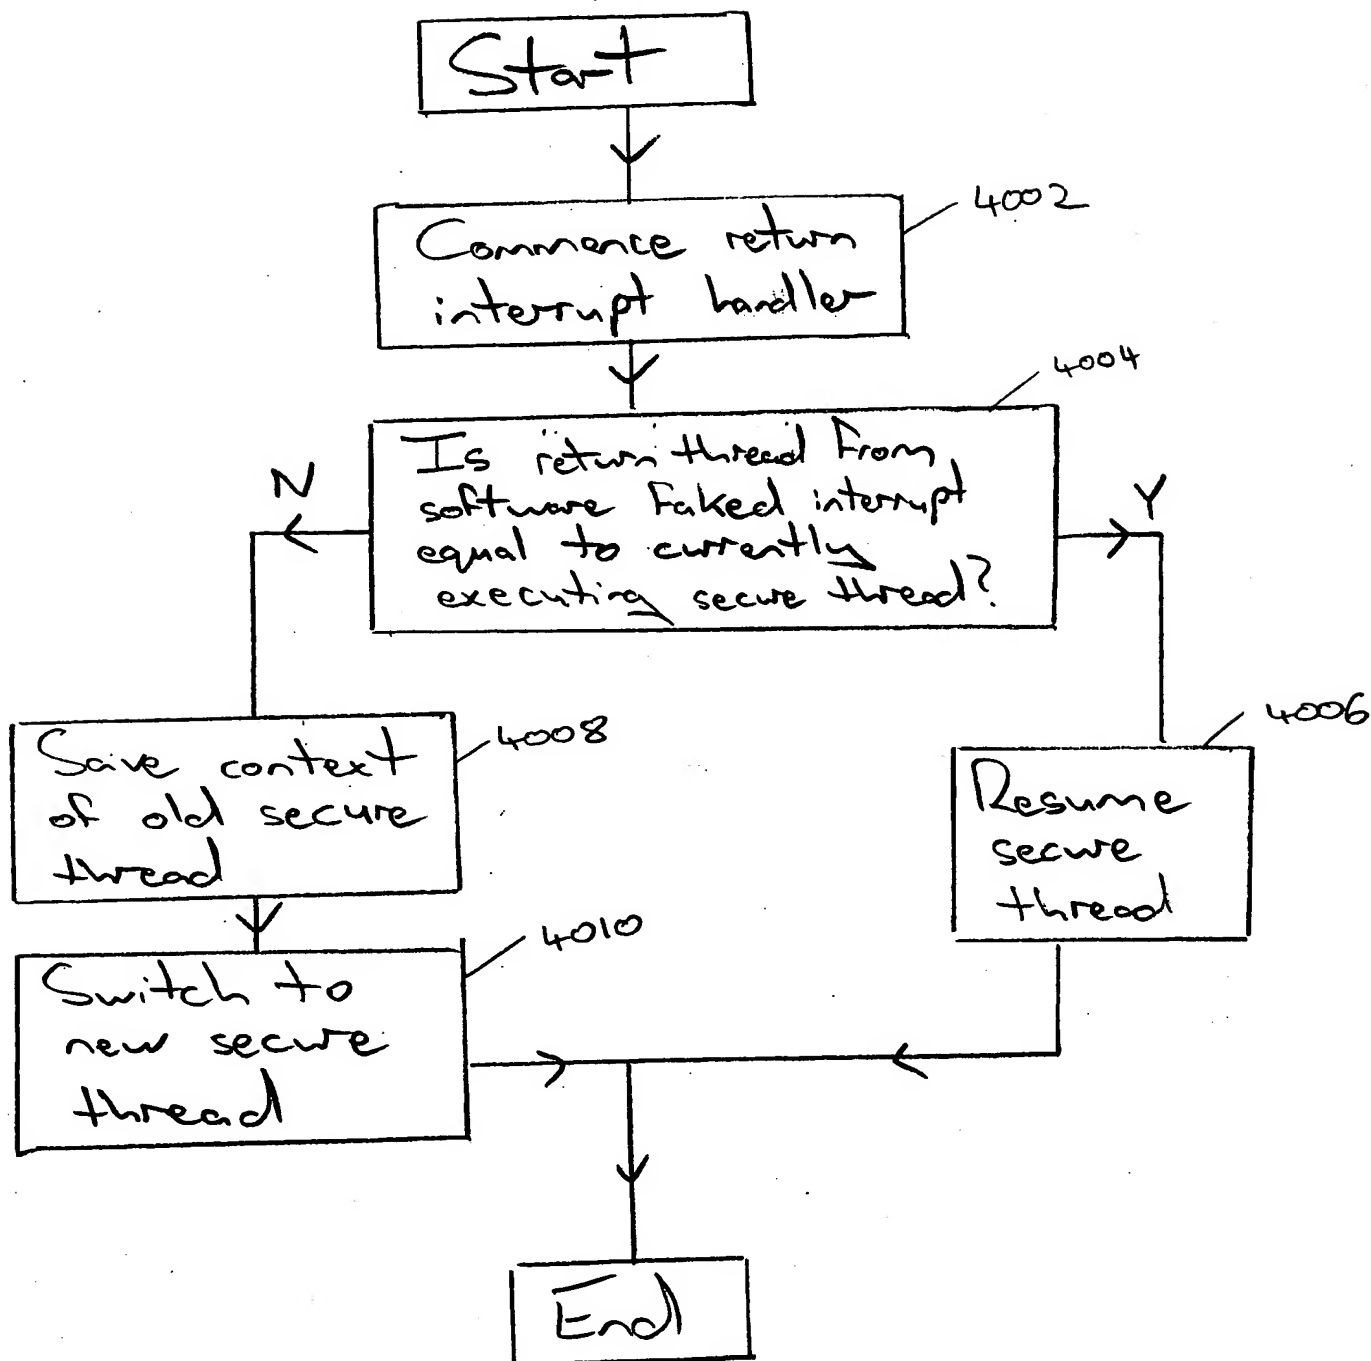 Start
4002
Commence return
interrupt handler
4004
Is return thread from
software faked interrupt
equal to currently
executing secure thread?
N
Y
4008
Save context
of old secure
thread
4006
Resume
secure
thread
4010
Switch to
new secure
thread
End